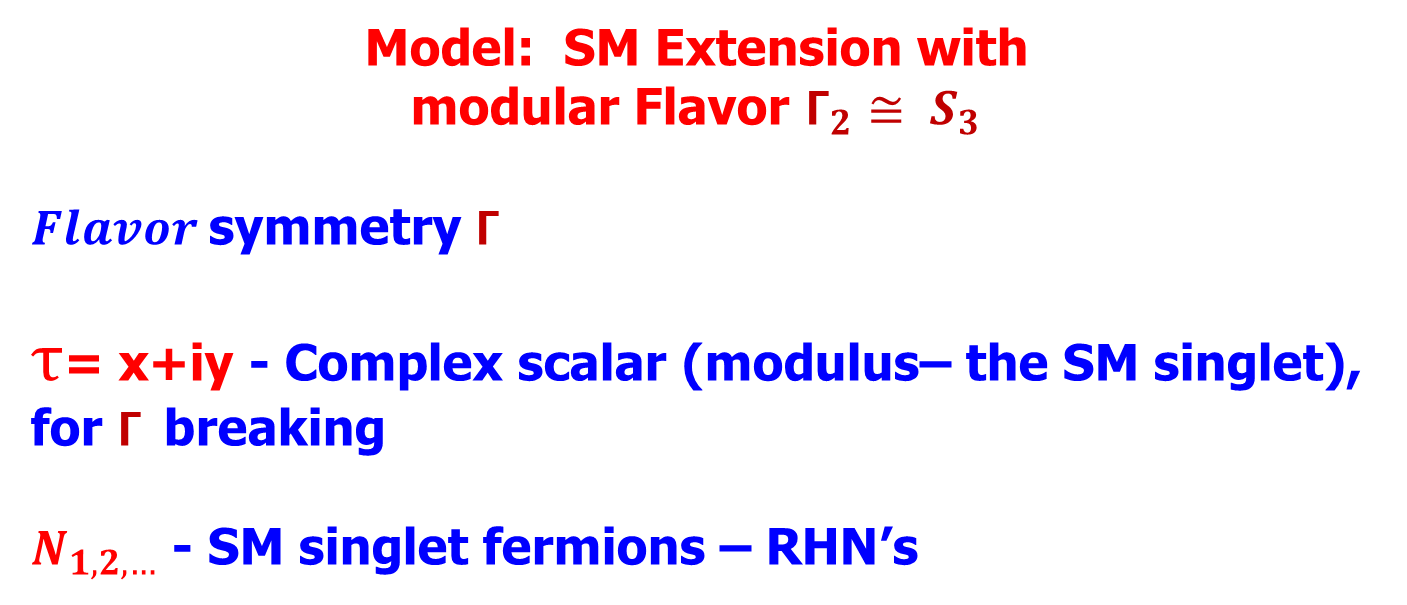 Model:  SM Extension with
modular Flavor Γ₂ ≅ S₃
Flavor symmetry Γ
τ= x+iy - Complex scalar (modulus– the SM singlet),
for Γ breaking
N₁,₂,... - SM singlet fermions – RHN’s